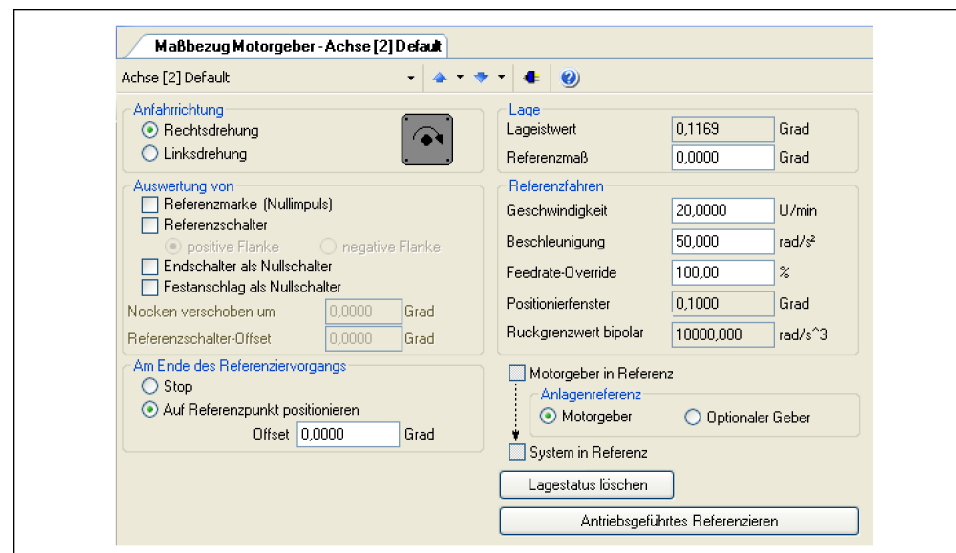 Maßbezug Motorgeber - Achse [2] Default
Achse [2] Default
Anfahrrichtung
Rechtsdrehung
Linksdrehung
Auswertung von
Referenzmarke (Nullimpuls)
Referenzschalter
positive Flanke negative Flanke
Endschalter als Nullschalter
Festanschlag als Nullschalter
Nocken verschoben um 0,0000 Grad
Referenzschalter-Offset 0,0000 Grad
Am Ende des Referenziervorgangs
Stop
Auf Referenzpunkt positionieren
Offset 0,0000 Grad
Lage
Lageistwert 0,1169 Grad
Referenzmaß 0,0000 Grad
Referenzfahren
Geschwindigkeit 20,0000 U/min
Beschleunigung 50,000 rad/s²
Feedrate-Override 100,00 %
Positionierfenster 0,1000 Grad
Ruckgrenzwert bipolar 10000,000 rad/s^3
Motorgeber in Referenz
Anlagenreferenz
Motorgeber Optionaler Geber
System in Referenz
Lagestatus löschen
Antriebsgeführtes Referenzieren